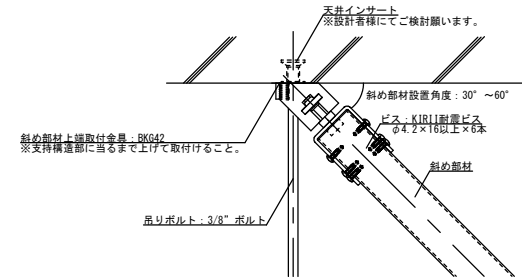 天井インサート
※設計者様にてご検討願います。
斜め部材設置角度：30°～60°
ビス：KIRII耐震ビス
φ4.2×16以上×6本
斜め部材上端取付金具：BKG42
※支持構造部に当るまで上げて取付けること。
斜め部材
吊りボルト：3/8”ボルト